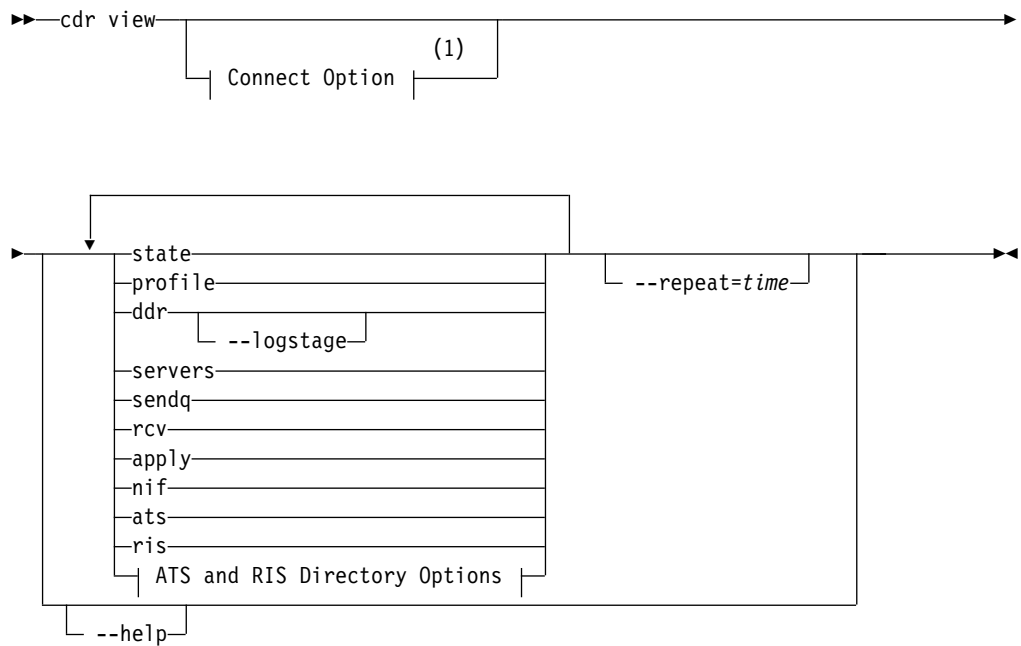 cdr view
(1)
Connect Option
state
profile
ddr
--logstage
servers
sendq
rcv
apply
nif
ats
ris
ATS and RIS Directory Options
--repeat=time
--help